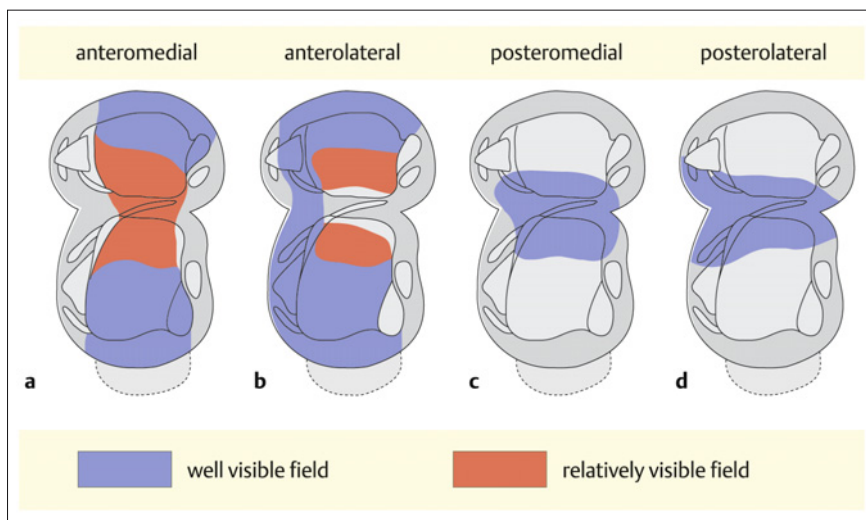 anteromedial anterolateral posteromedial posterolateral
a b c d
well visible field relatively visible field